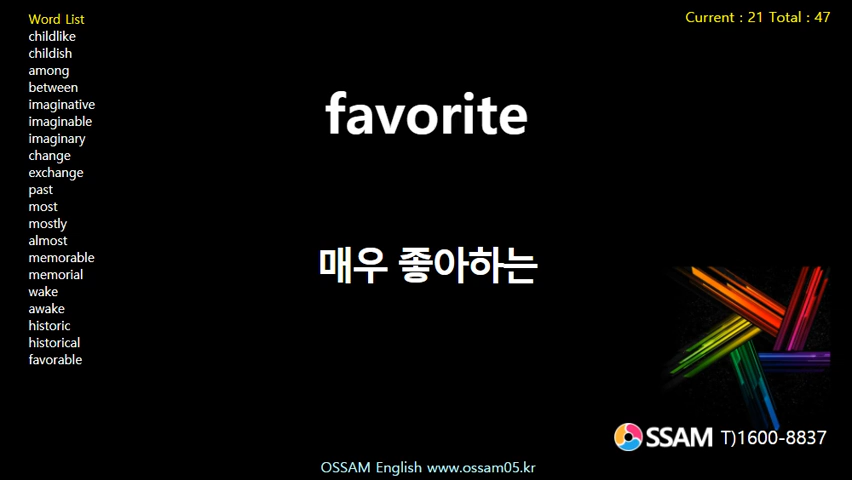 Word List
childlike
childish
among
between
imaginative
imaginable
imaginary
change
exchange
past
most
mostly
almost
memorable
memorial
wake
awake
historic
historical
favorable
Current : 21 Total : 47
favorite
매우 좋아하는
SSAM T)1600-8837
OSSAM English www.ossam05.kr